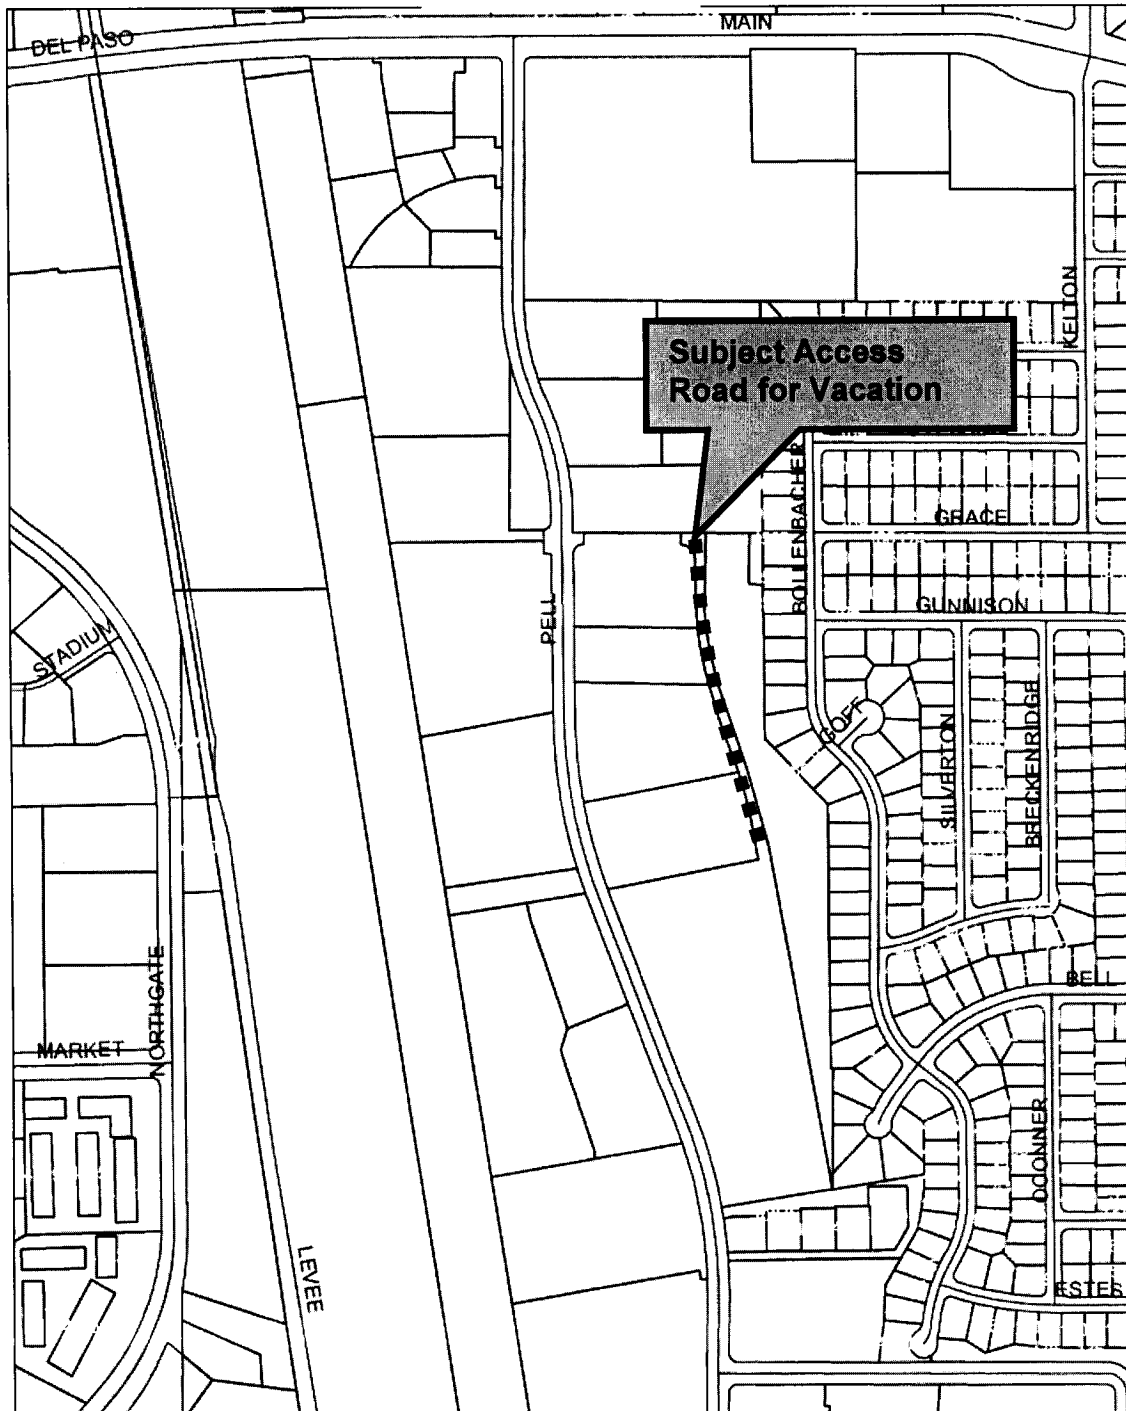 MAIN
DEL PASO
KELTON
Subject Access
Road for Vacation
BOLLENBACHER
GRACE
GUNNISON
PELL
STADIUM
GOFF
SILVERTON
BRECKENRIDGE
NORTHGATE
BELL
MARKET
OCONNER
LEVEE
ESTES